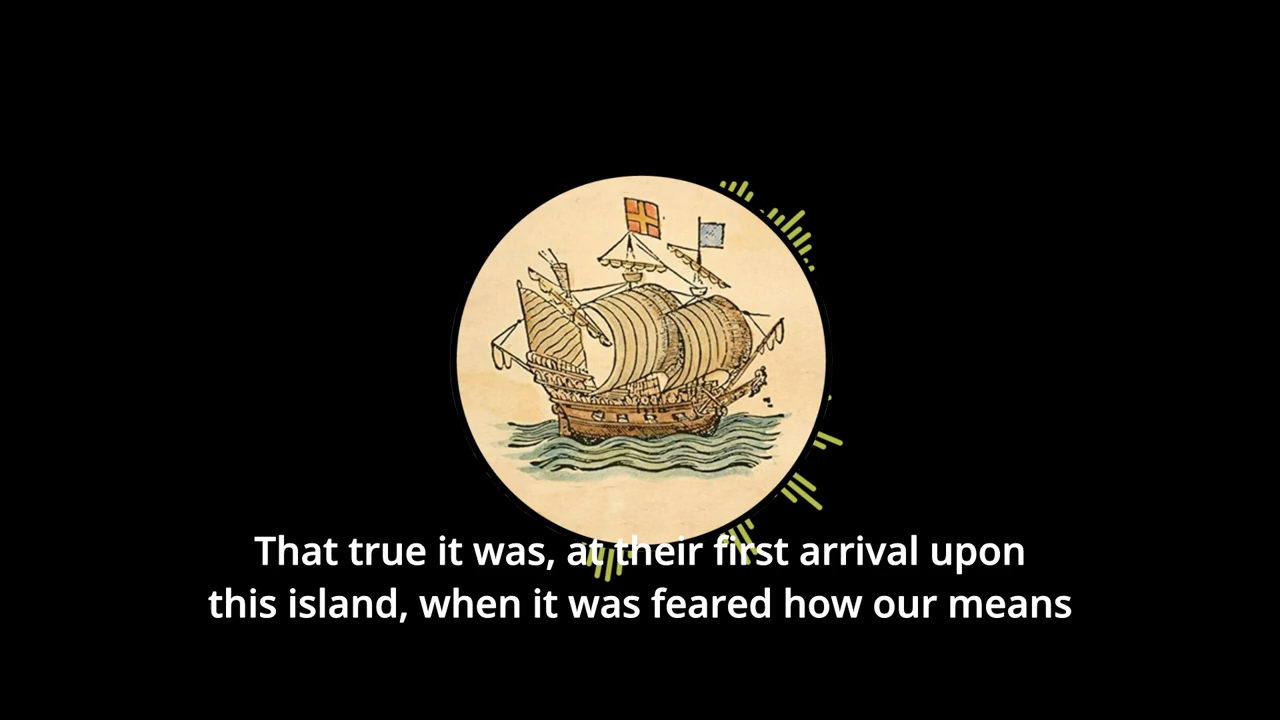 That true it was, at their first arrival upon
this island, when it was feared how our means